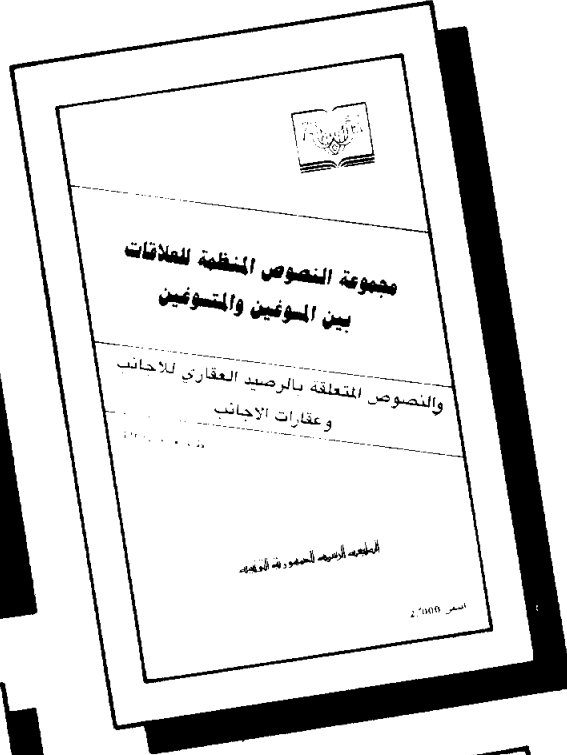 مجموعة النصوص المنظمة للعلاقات
بين المسوغين والمتسوغين
والنصوص المتعلقة بالرصيد العقاري للاجانب
وعقارات الاجانب
المطبعة الرسمية للجمهورية التونسية
السعر 2,000